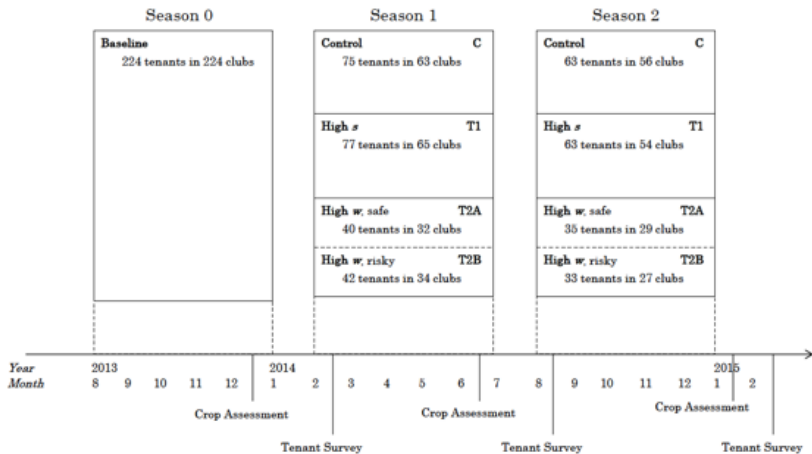 Season 0 Season 1 Season 2
Baseline
224 tenants in 224 clubs
Control C
75 tenants in 63 clubs
High s T1
77 tenants in 65 clubs
High w, safe T2A
40 tenants in 32 clubs
High w, risky T2B
42 tenants in 34 clubs
Control C
63 tenants in 56 clubs
High s T1
63 tenants in 54 clubs
High w, safe T2A
35 tenants in 29 clubs
High w, risky T2B
33 tenants in 27 clubs
Year 2013 2014 2015
Month 8 9 10 11 12 1 2 3 4 5 6 7 8 9 10 11 12 1 2
Crop Assessment Crop Assessment Crop Assessment
Tenant Survey Tenant Survey Tenant Survey